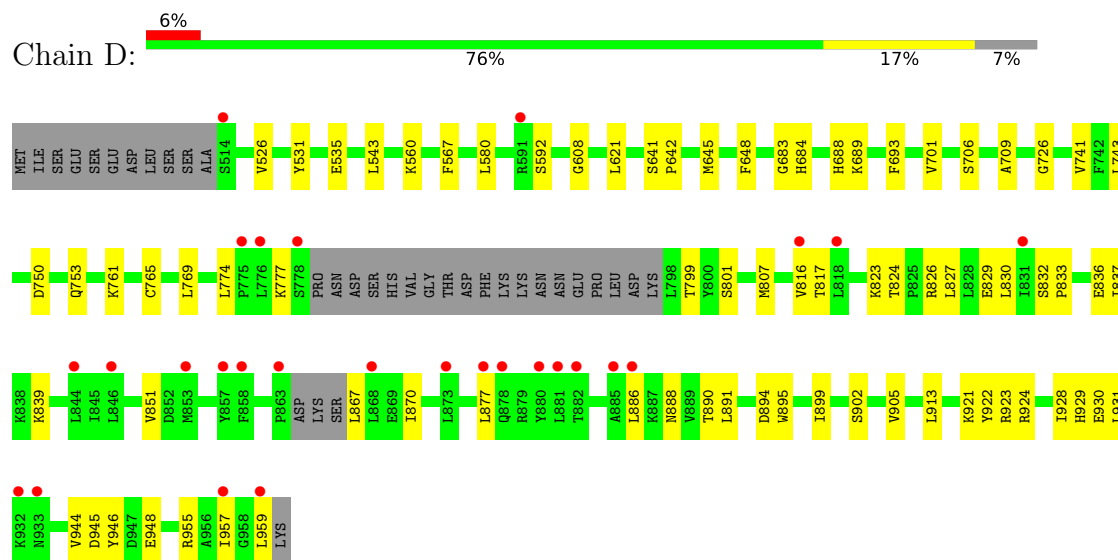 6%
Chain D:
76% 17% 7%
MET ILE SER GLU SER GLU ASP LEU SER SER ALA S514 V526 Y531 E535 L543 K560 F567 L580 R591 S592 G608 L621 S641 P642 M645 F648 G683 H684 H688 K689 F693 V701 S706 A709 G726 V741 F742
D750 Q753 K761 C765 L769 L774 P775 L776 K777 S778 PRO ASN ASP SER HIS VAL GLY THR ASP PHE LYS LYS ASN ASN GLU PRO LEU ASP LYS L798 T799 Y800 S801 M807 V816 T817 L818 K823 T824 P825 R826 L827 L828 E829 L830 I831 S832 P833 E836
K838 K839 L844 I845 L846 V851 D852 M853 Y857 F858 P863 ASP LYS SER L867 L868 E869 I870 L873 L877 Q878 R879 Y880 L881 T882 A885 L886 K887 N888 V889 T890 L891 D894 W895 I899 S902 V905 L913 K921 Y922 R923 R924 I928 H929 E930
K932 N933 V944 D945 Y946 D947 E948 R955 A956 I957 G958 L959 LYS